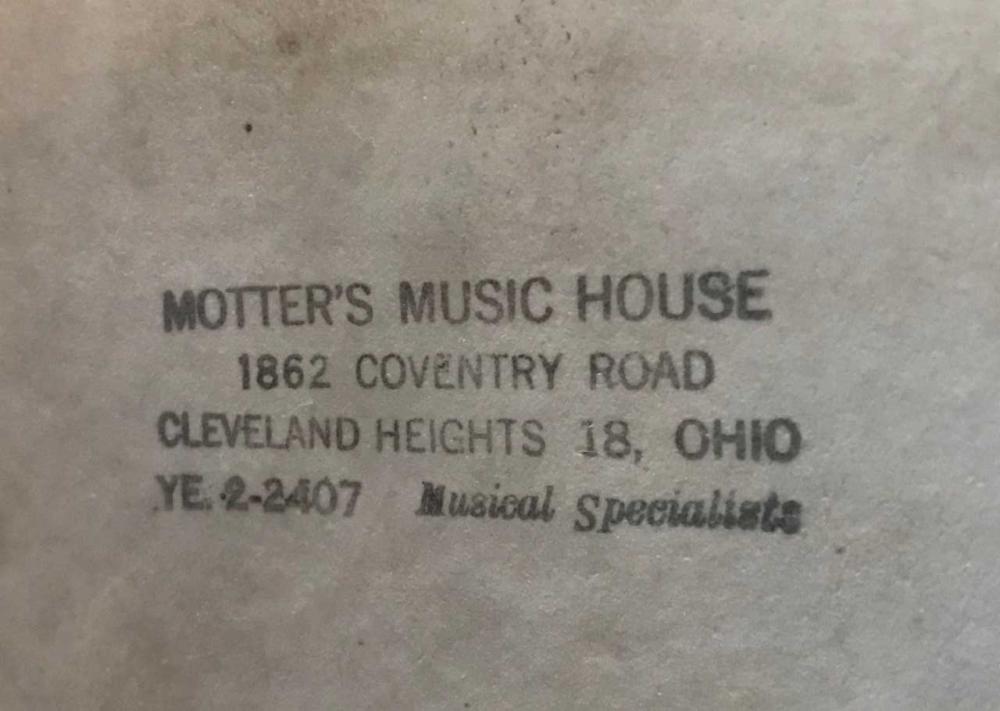 MOTTER'S MUSIC HOUSE
1862 COVENTRY ROAD
CLEVELAND HEIGHTS 18, OHIO
YE. 2-2407 Musical Specialists